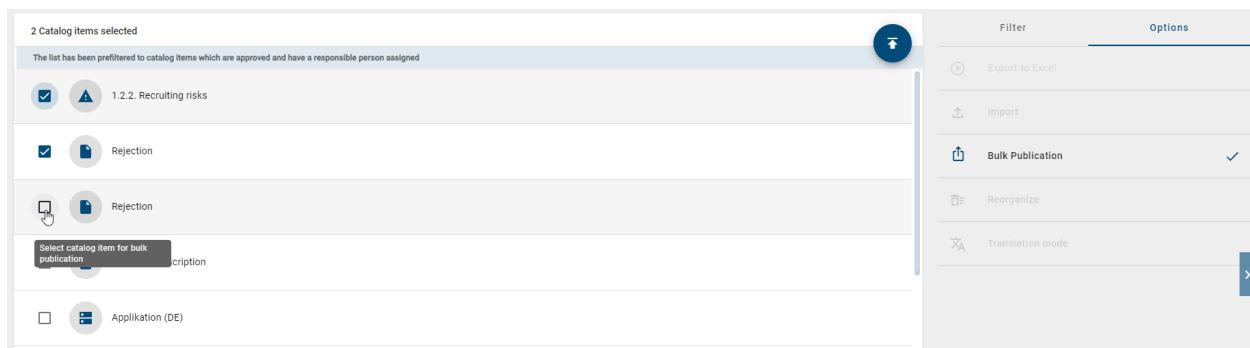 2 Catalog items selected
The list has been prefiltered to catalog items which are approved and have a responsible person assigned
1.2.2. Recruiting risks
Rejection
Rejection
Select catalog item for bulk
publication
scription
Applikation (DE)
Filter
Options
Export to Excel
Import
Bulk Publication
Reorganize
Translation mode